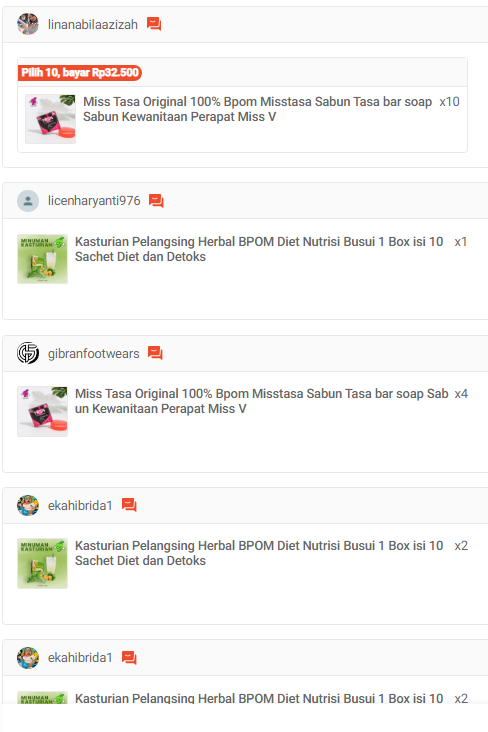 linanabilaazizah
Pilih 10, bayar Rp32.500
Miss Tasa Original 100% Bpom Misstasa Sabun Tasa bar soap x10
Sabun Kewanitaan Perapat Miss V
licenharyanti976
MINUMAN
KASTURIAN
Kasturian Pelangsing Herbal BPOM Diet Nutrisi Busui 1 Box isi 10 x1
Sachet Diet dan Detoks
gibranfootwears
Miss Tasa Original 100% Bpom Misstasa Sabun Tasa bar soap Sab x4
un Kewanitaan Perapat Miss V
ekahibrida1
MINUMAN
KASTURIAN
Kasturian Pelangsing Herbal BPOM Diet Nutrisi Busui 1 Box isi 10 x2
Sachet Diet dan Detoks
ekahibrida1
MINUMAN
Kasturian Pelangsing Herbal BPOM Diet Nutrisi Busui 1 Box isi 10 x2